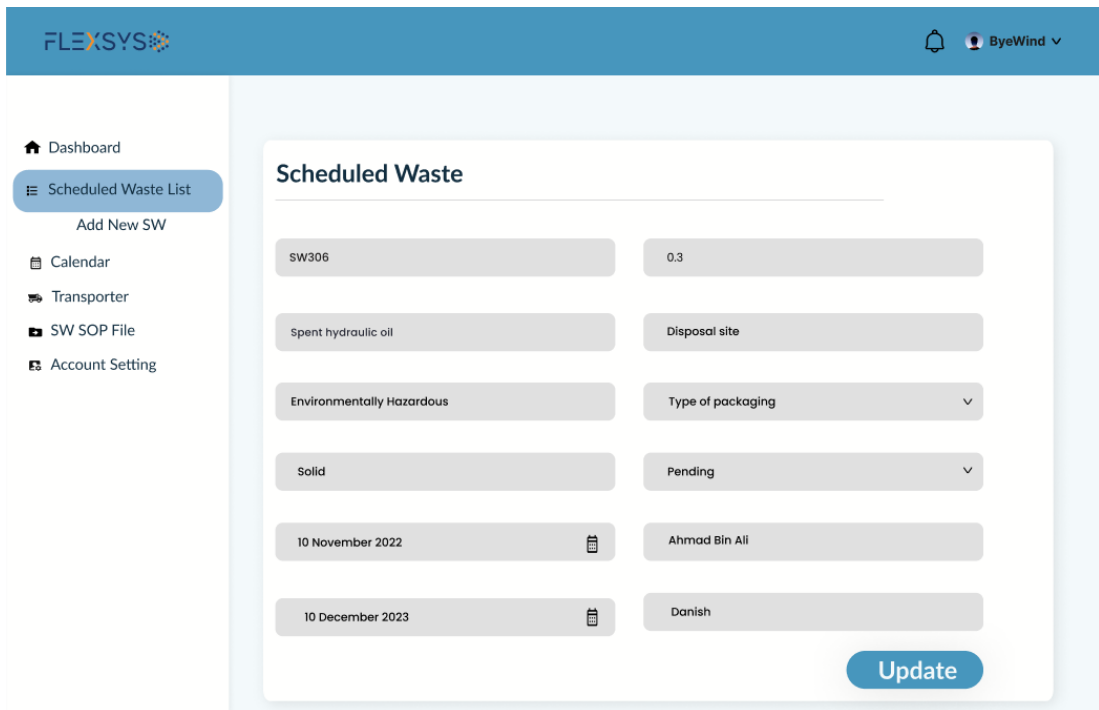 FLEXSYS
ByeWind
Dashboard
Scheduled Waste List
Add New SW
Calendar
Transporter
SW SOP File
Account Setting
Scheduled Waste
SW306
0.3
Spent hydraulic oil
Disposal site
Environmentally Hazardous
Type of packaging
Solid
Pending
10 November 2022
Ahmad Bin Ali
10 December 2023
Danish
Update